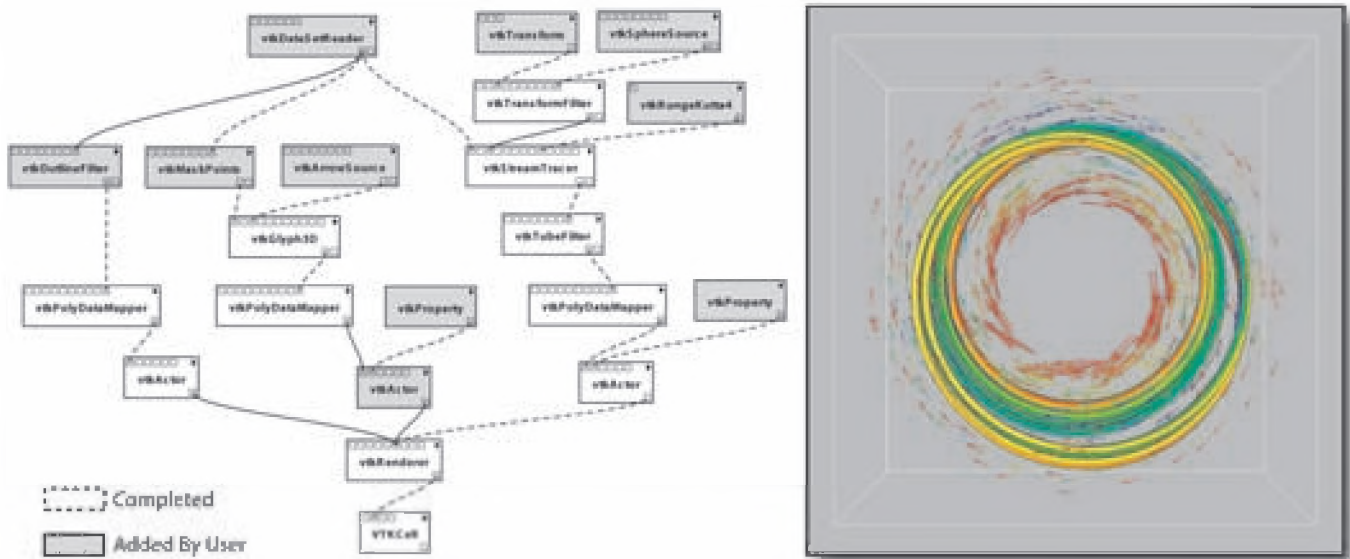 vtkDataSetReader
vtkTransform
vtkSphereSource
vtkTransformFilter
vtkRungeKutta4
vtkOutlineFilter
vtkMaskPoints
vtkArrowSource
vtkStreamTracer
vtkGlyph3D
vtkTubeFilter
vtkPolyDataMapper
vtkPolyDataMapper
vtkProperty
vtkPolyDataMapper
vtkProperty
vtkActor
vtkActor
vtkActor
vtkRenderer
VTKCell
Completed
Added By User